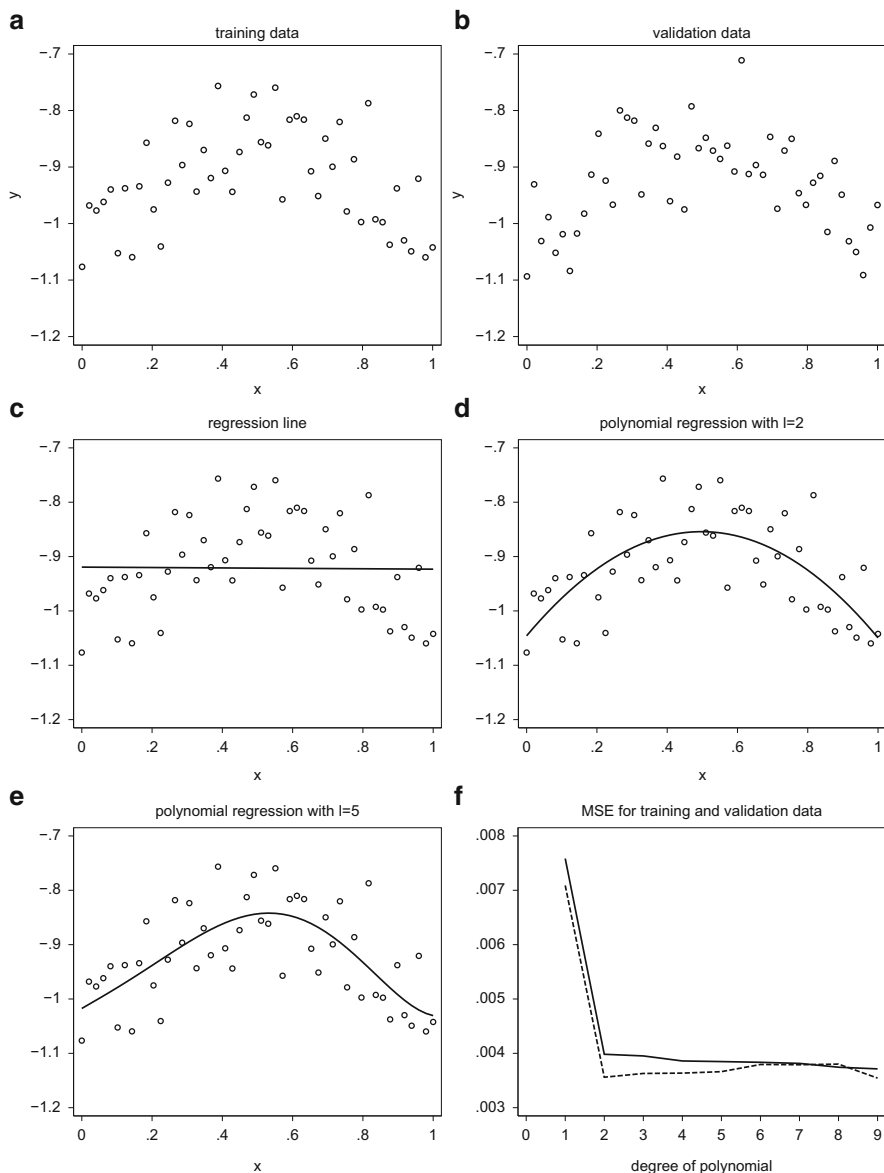 a
training data
−.7
−.8
−.9
−1
−1.1
−1.2
y
0 .2 .4 .6 .8 1
x
b
validation data
−.7
−.8
−.9
−1
−1.1
−1.2
y
0 .2 .4 .6 .8 1
x
c
regression line
−.7
−.8
−.9
−1
−1.1
−1.2
0 .2 .4 .6 .8 1
x
d
polynomial regression with l=2
−.7
−.8
−.9
−1
−1.1
−1.2
0 .2 .4 .6 .8 1
x
e
polynomial regression with l=5
−.7
−.8
−.9
−1
−1.1
−1.2
0 .2 .4 .6 .8 1
x
f
MSE for training and validation data
.008
.007
.006
.005
.004
.003
0 1 2 3 4 5 6 7 8 9
degree of polynomial